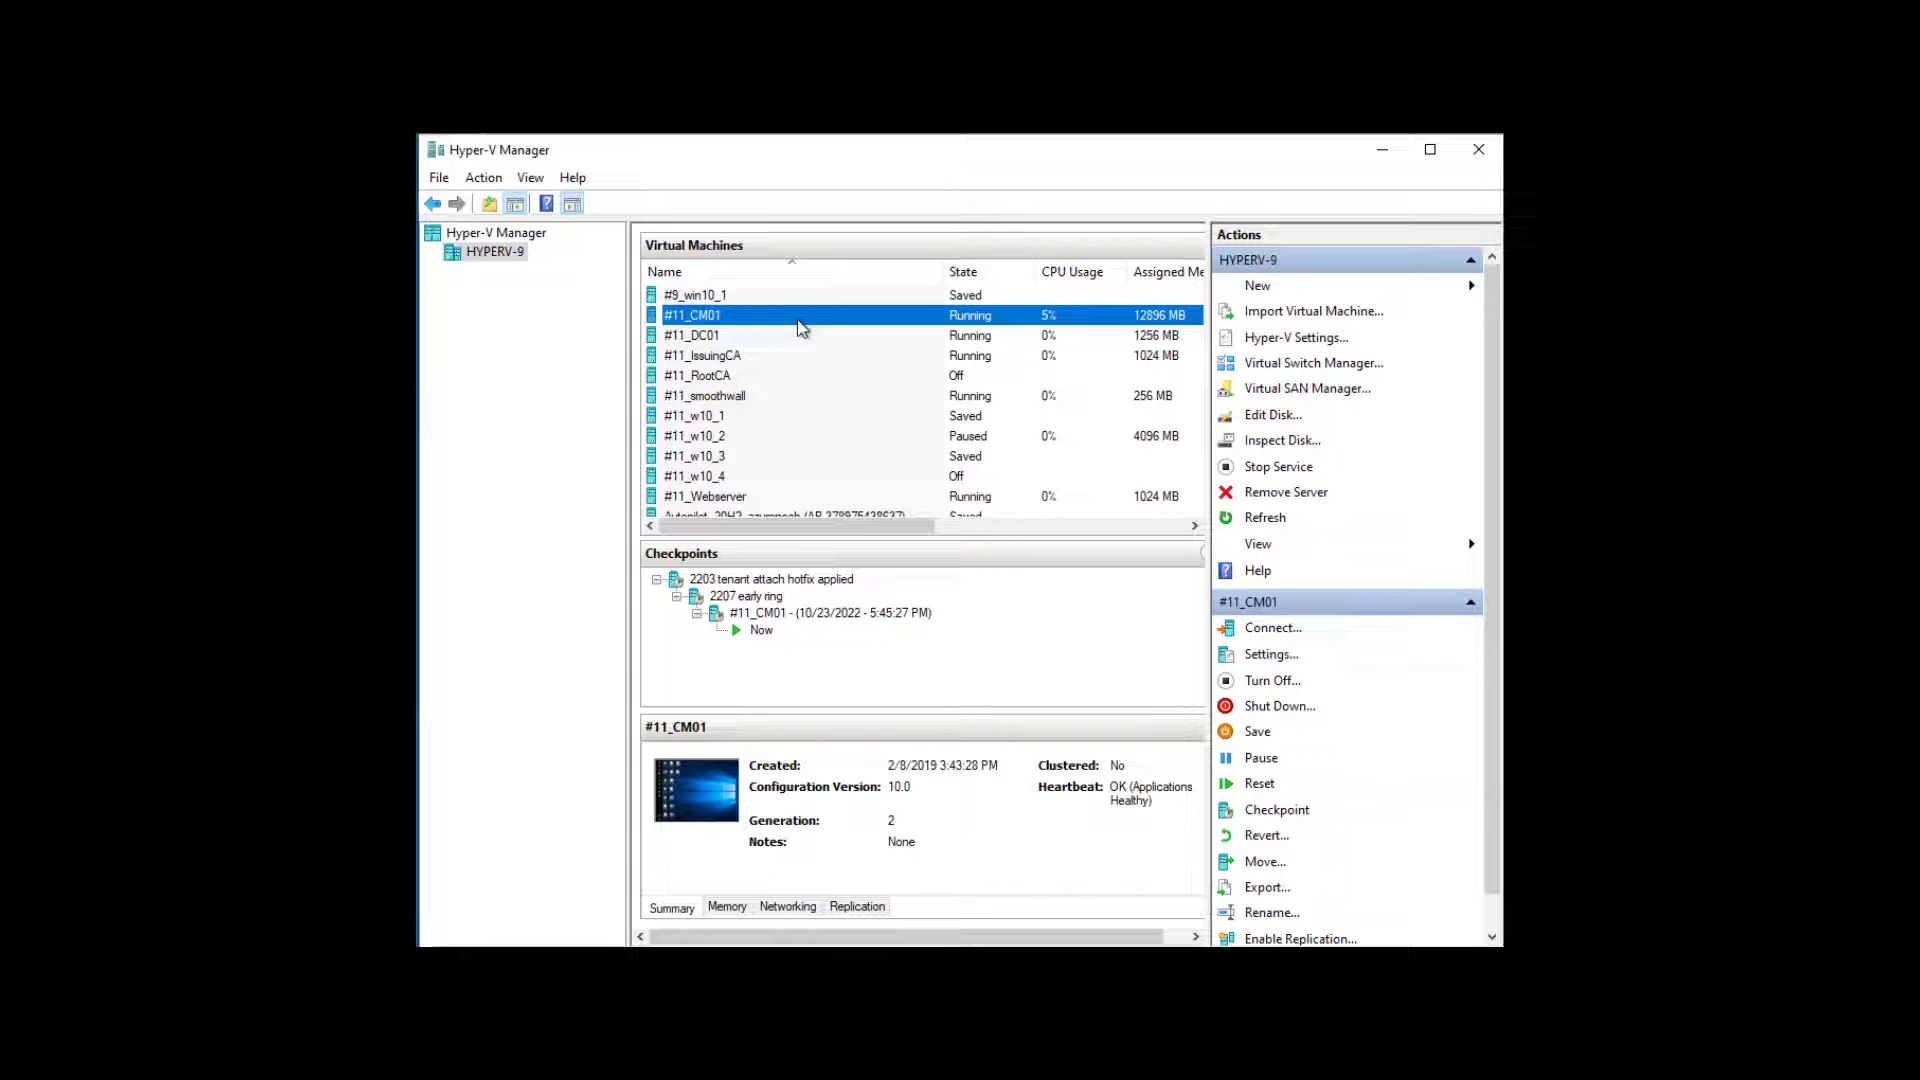 Hyper-V Manager
File Action View Help
Hyper-V Manager
HYPERV-9
Virtual Machines
Name State CPU Usage Assigned Me
#9_win10_1 Saved
#11_CM01 Running 5% 12896 MB
#11_DC01 Running 0% 1256 MB
#11_IssuingCA Running 0% 1024 MB
#11_RootCA Off
#11_smoothwall Running 0% 256 MB
#11_w10_1 Saved
#11_w10_2 Paused 0% 4096 MB
#11_w10_3 Saved
#11_w10_4 Off
#11_Webserver Running 0% 1024 MB
Saved
Checkpoints
2203 tenant attach hotfix applied
2207 early ring
#11_CM01 - (10/23/2022 - 5:45:27 PM)
Now
#11_CM01
Created: 2/8/2019 3:43:28 PM Clustered: No
Configuration Version: 10.0 Heartbeat: OK (Applications
Healthy)
Generation: 2
Notes: None
Summary Memory Networking Replication
Actions
HYPERV-9
New
Import Virtual Machine...
Hyper-V Settings...
Virtual Switch Manager...
Virtual SAN Manager...
Edit Disk...
Inspect Disk...
Stop Service
Remove Server
Refresh
View
Help
#11_CM01
Connect...
Settings...
Turn Off...
Shut Down...
Save
Pause
Reset
Checkpoint
Revert...
Move...
Export...
Rename...
Enable Replication...